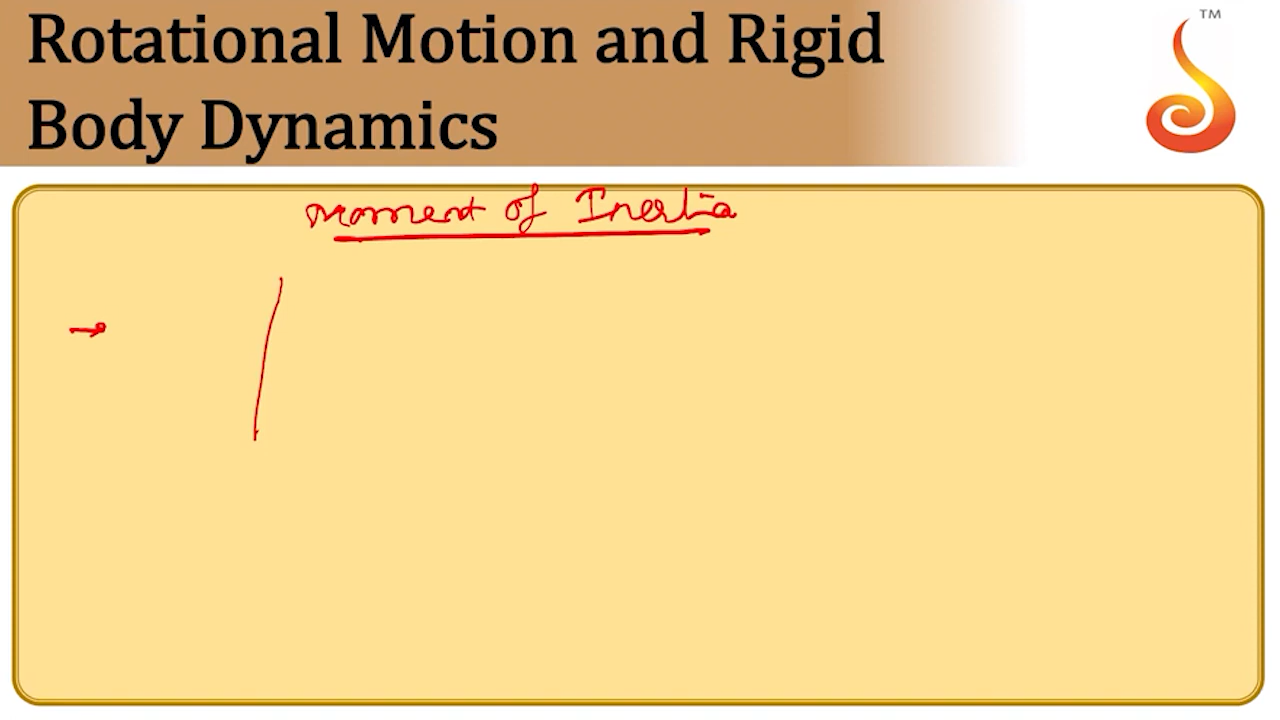 Rotational Motion and Rigid
Body Dynamics
TM
Moment of Inertia